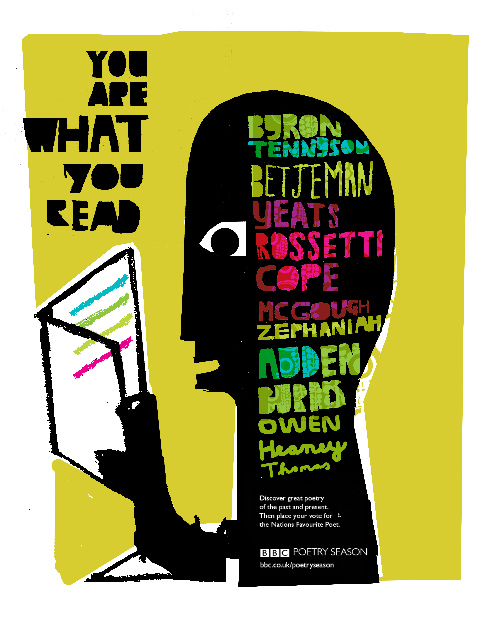 YOU
ARE
WHAT
YOU
READ
BYRON
TENNYSON
BETJEMAN
YEATS
ROSSETTI
COPE
MCGOUGH
ZEPHANIAH
AUDEN
BURNS
OWEN
Heaney
Thomas
Discover great poetry
of the past and present.
Then place your vote for
the Nations Favourite Poet.
BBC POETRY SEASON
bbc.co.uk/poetryseason